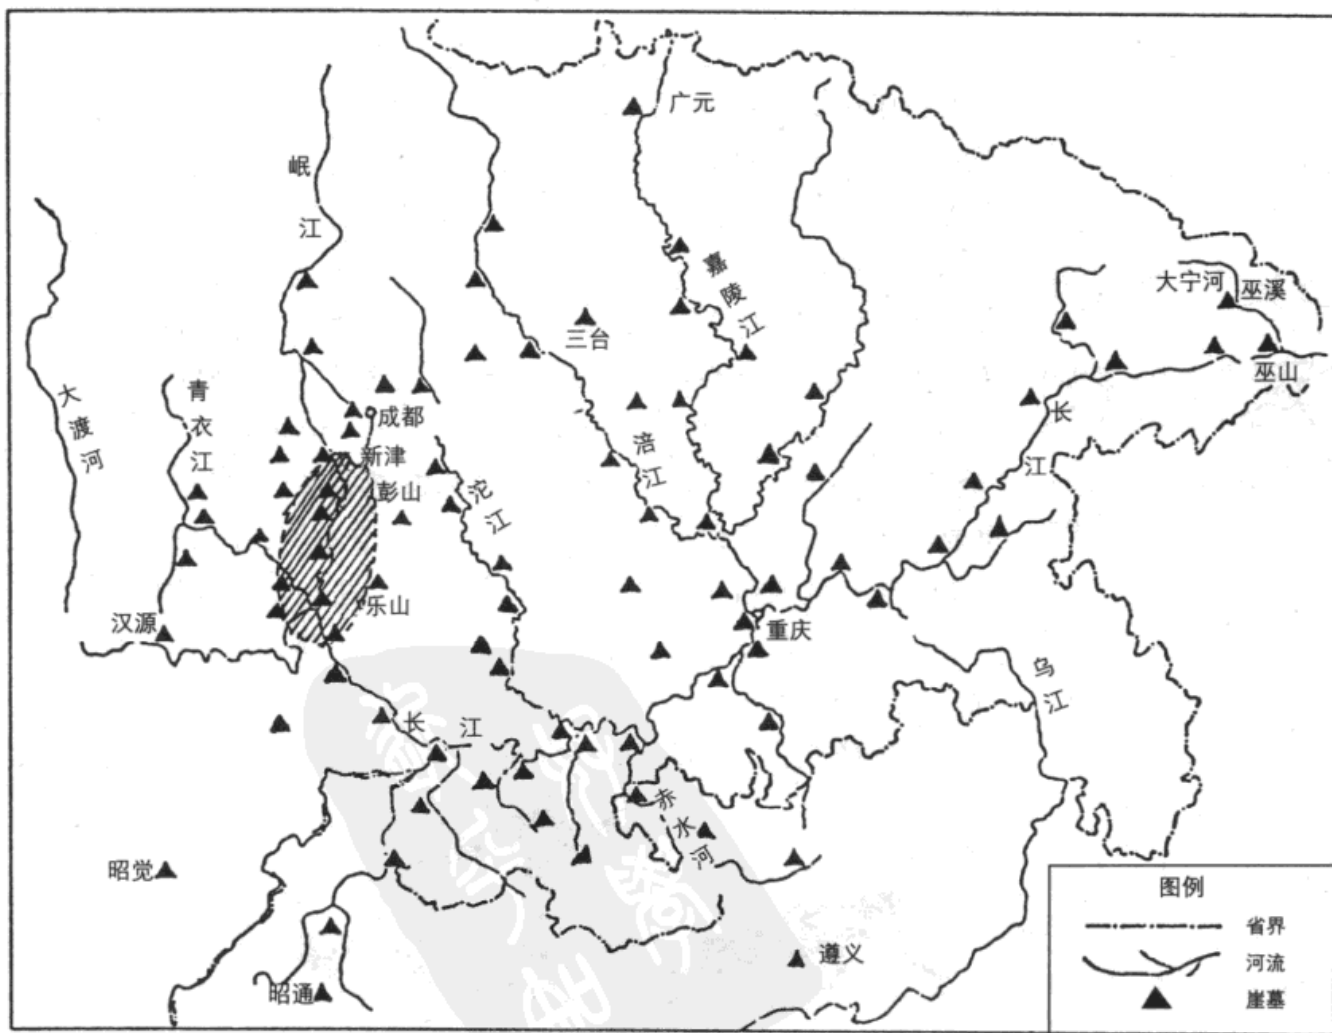 广元
岷江
嘉陵江
大宁河
巫溪
三台
巫山
大渡河
青衣江
成都
长江
新津
涪江
彭山
沱江
汉源
乐山
重庆
乌江
长江
赤水河
昭觉
图例
省界
遵义
河流
昭通
崖墓